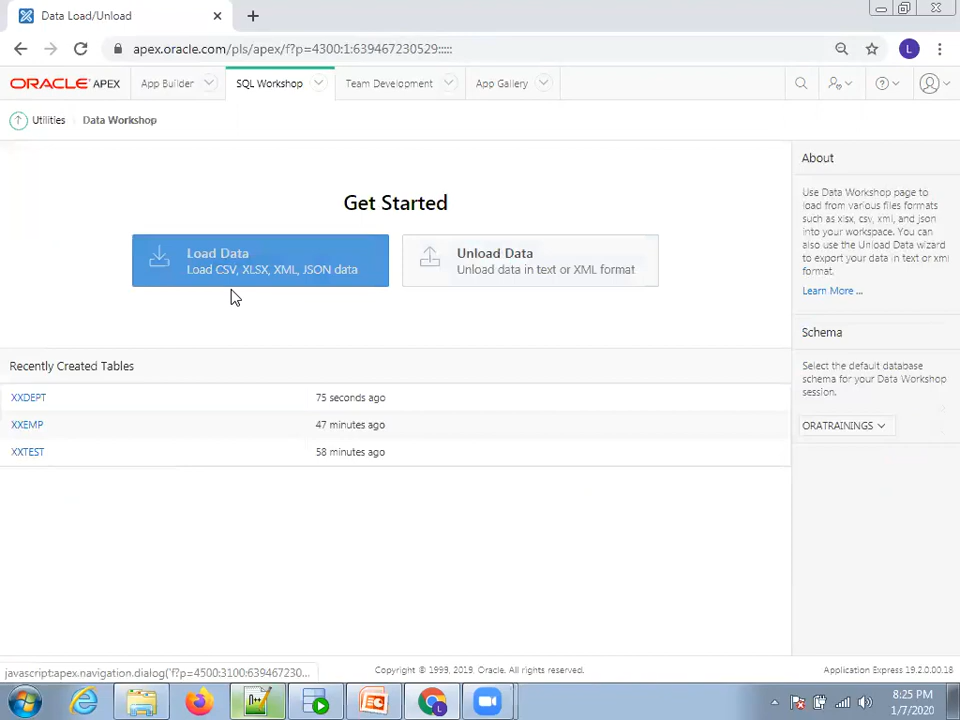 Data Load/Unload
apex.oracle.com/pls/apex/f?p=4300:1:639467230529:::::
L
ORACLE APEX
App Builder
SQL Workshop
Team Development
App Gallery
Utilities
Data Workshop
Get Started
Load Data
Load CSV, XLSX, XML, JSON data
Unload Data
Unload data in text or XML format
Recently Created Tables
XXDEPT 75 seconds ago
XXEMP 47 minutes ago
XXTEST 58 minutes ago
About
Use Data Workshop page to
load from various files formats
such as xlsx, csv, xml, and json
into your workspace. You can
also use the Unload Data wizard
to export your data in text or xml
format.
Learn More ...
Schema
Select the default database
schema for your Data Workshop
session.
ORATRAININGS
javascript:apex.navigation.dialog('f?p=4500:3100:639467230...
Copyright © 1999, 2019, Oracle. All rights reserved.
Application Express 19.2.0.00.18
8:25 PM
1/7/2020